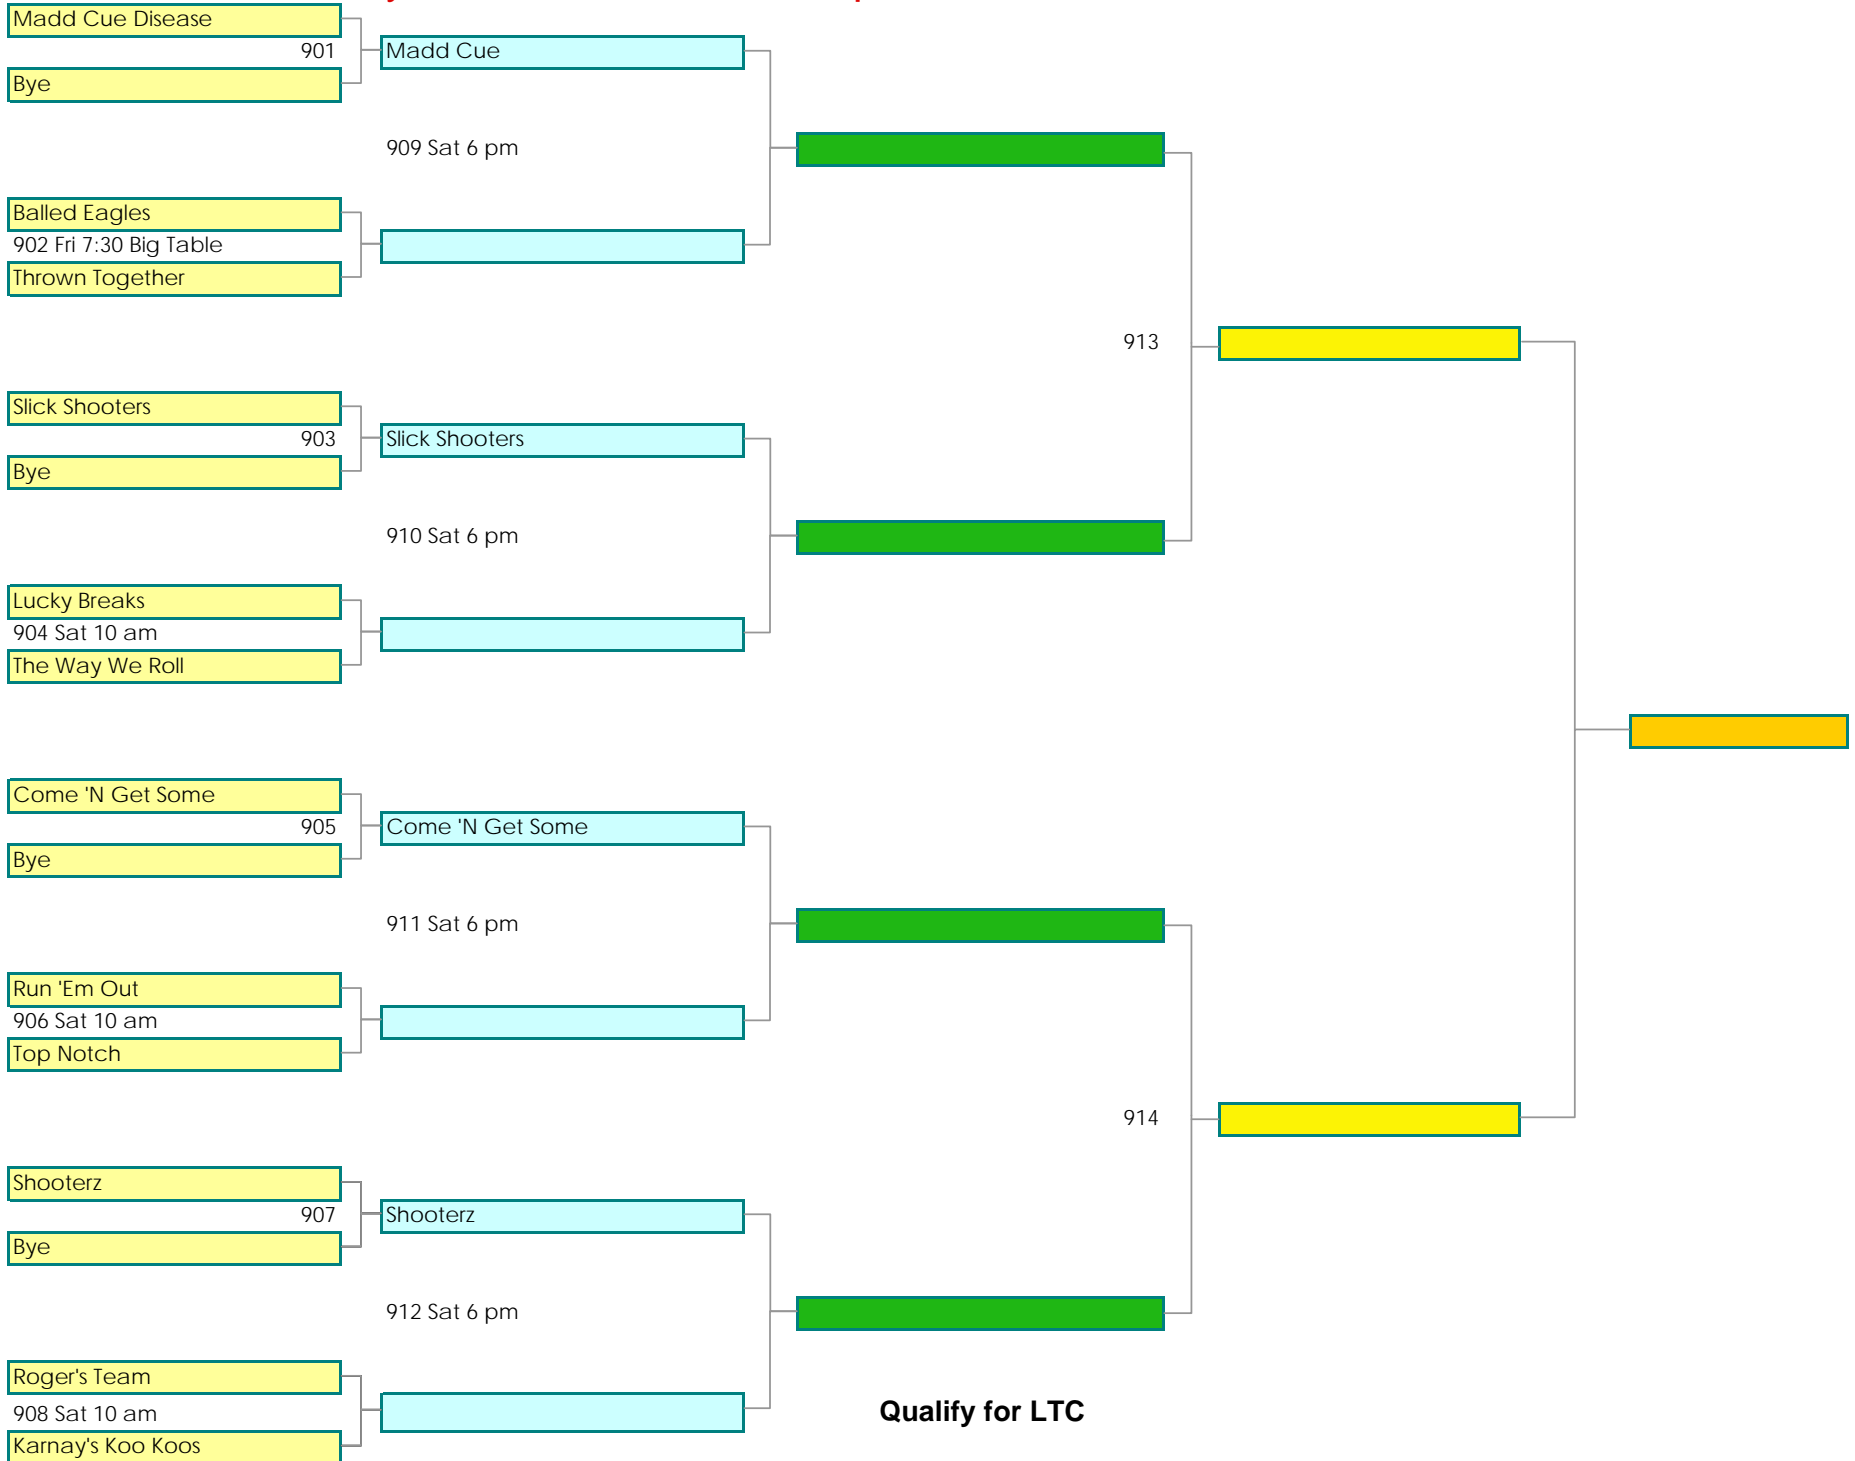 Madd Cue Disease
901
Madd Cue
Bye
909 Sat 6 pm
Balled Eagles
902 Fri 7:30 Big Table
Thrown Together
913
Slick Shooters
903
Slick Shooters
Bye
910 Sat 6 pm
Lucky Breaks
904 Sat 10 am
The Way We Roll
Come 'N Get Some
905
Come 'N Get Some
Bye
911 Sat 6 pm
Run 'Em Out
906 Sat 10 am
Top Notch
914
Shooterz
907
Shooterz
Bye
912 Sat 6 pm
Roger's Team
908 Sat 10 am
Qualify for LTC
Karnay's Koo Koos